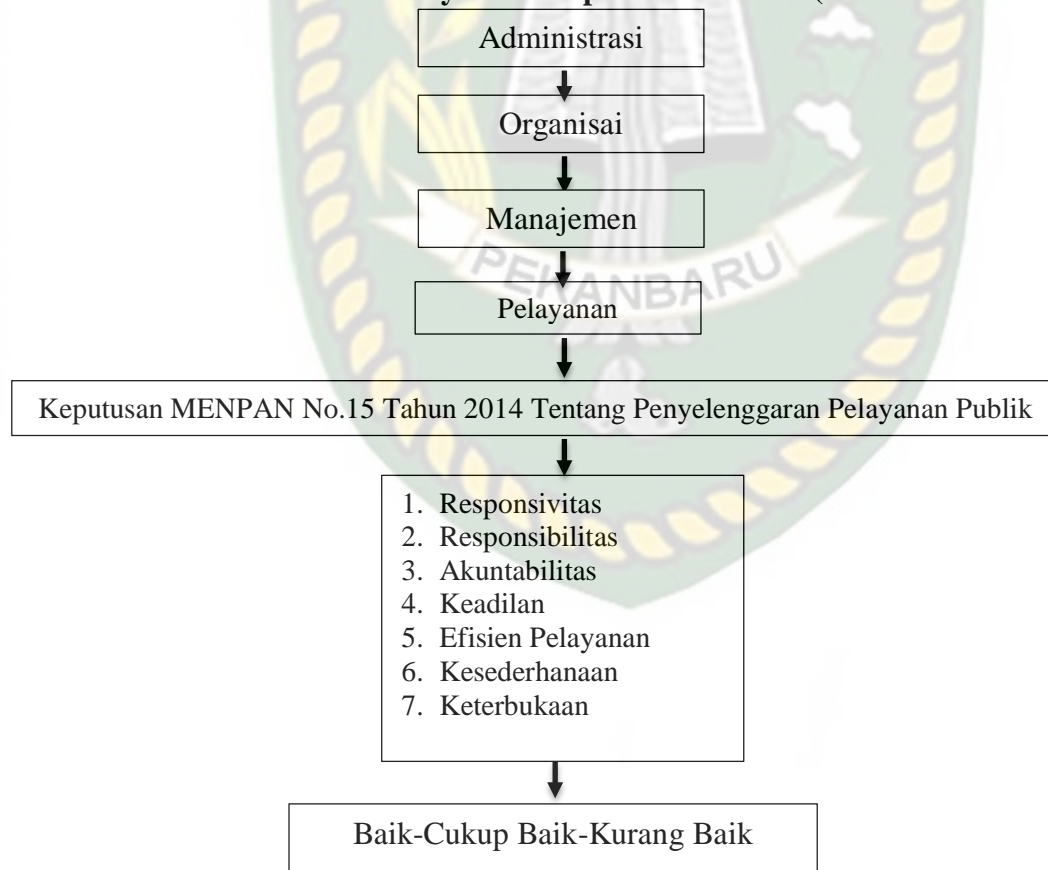 Administrasi
Organisai
Manajemen
PEKANBARU
Pelayanan
Keputusan MENPAN No.15 Tahun 2014 Tentang Penyelenggaran Pelayanan Publik
1. Responsivitas
2. Responsibilitas
3. Akuntabilitas
4. Keadilan
5. Efisien Pelayanan
6. Kesederhanaan
7. Keterbukaan
Baik-Cukup Baik-Kurang Baik